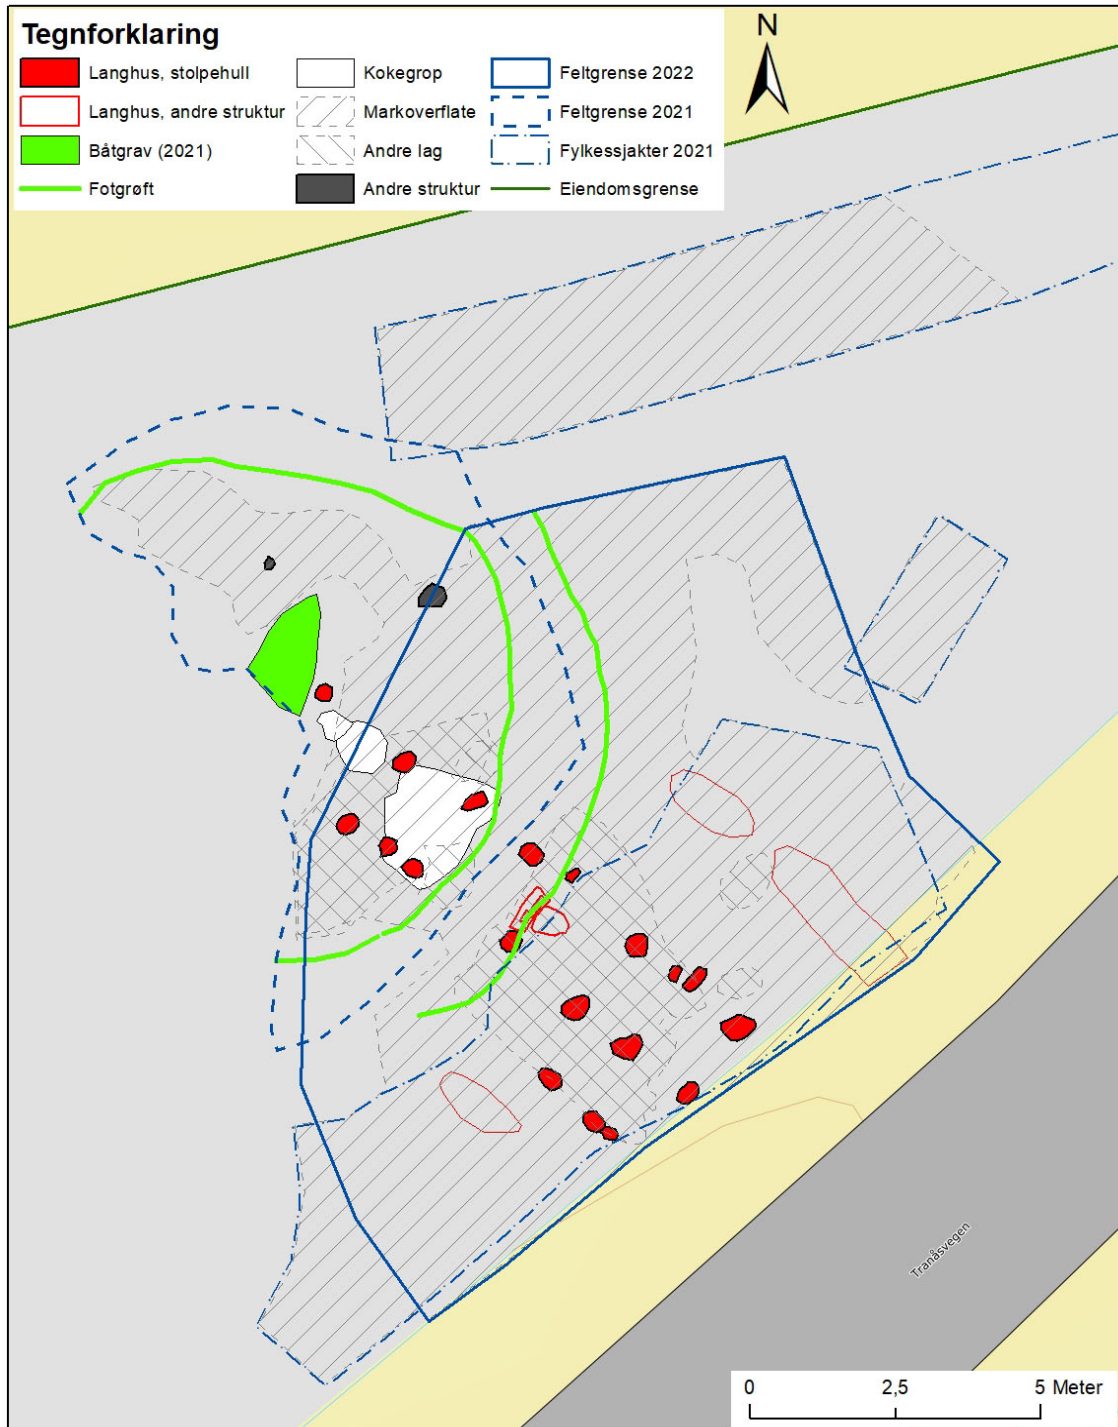 Tegnforklaring
N
Langhus, stolpehull
Kokegrop
Feltgrense 2022
Langhus, andre struktur
Markoverflate
Feltgrense 2021
Båtgrav (2021)
Andre lag
Fylkessjakter 2021
Fotgrøft
Andre struktur
Eiendomsgrense
Tranåsvegen
0 2,5 5 Meter